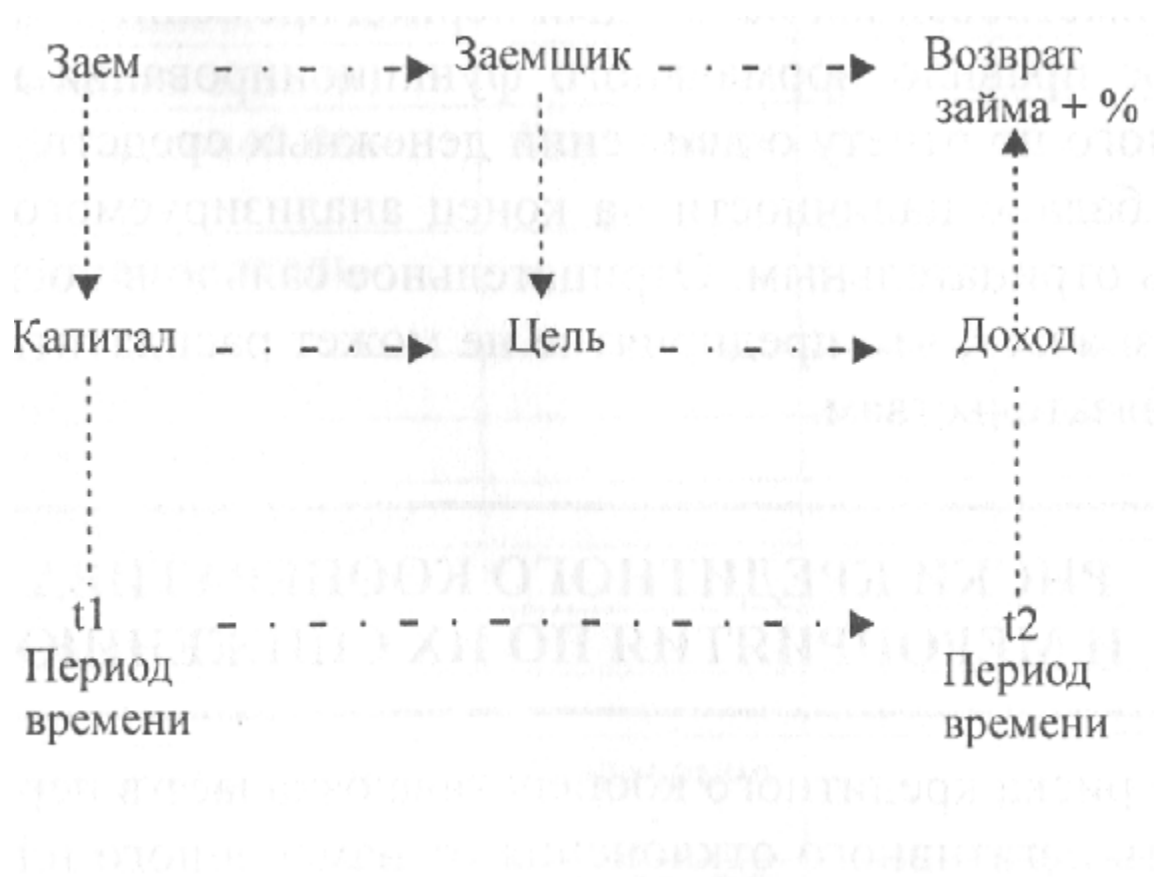 Заем Заемщик Возврат
займа + %
Капитал Цель Доход
t1 t2
Период Период
времени времени